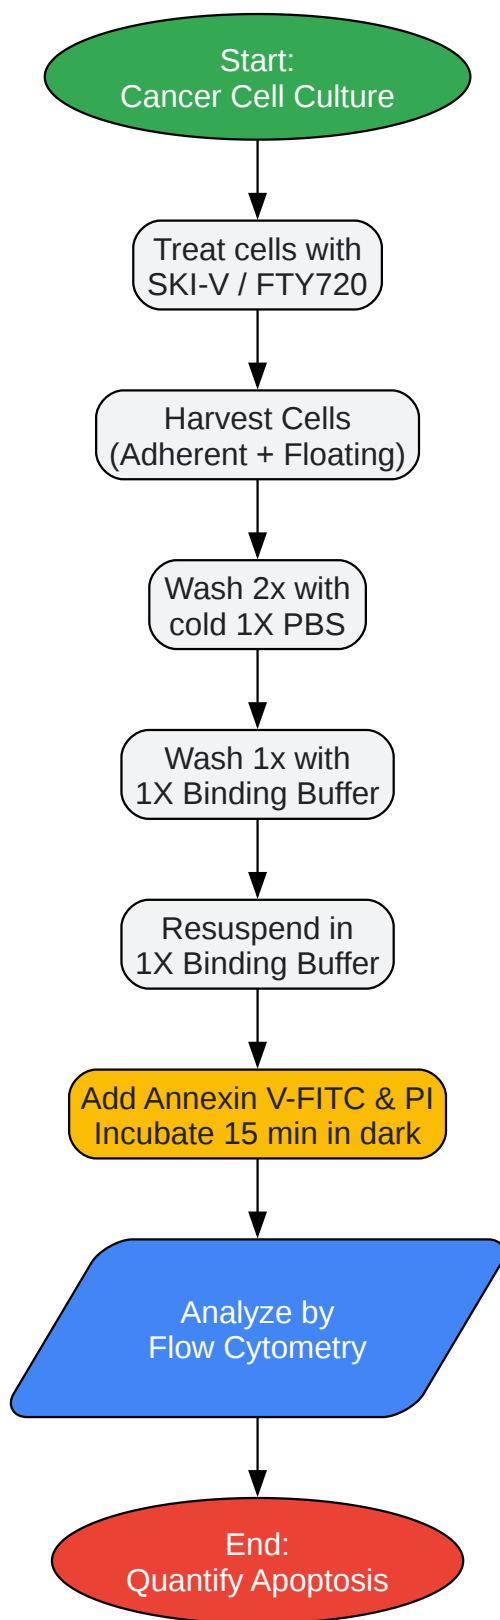 Start:
Cancer Cell Culture
Treat cells with
SKI-V / FTY720
Harvest Cells
(Adherent + Floating)
Wash 2x with
cold 1X PBS
Wash 1x with
1X Binding Buffer
Resuspend in
1X Binding Buffer
Add Annexin V-FITC & PI
Incubate 15 min in dark
Analyze by
Flow Cytometry
End:
Quantify Apoptosis